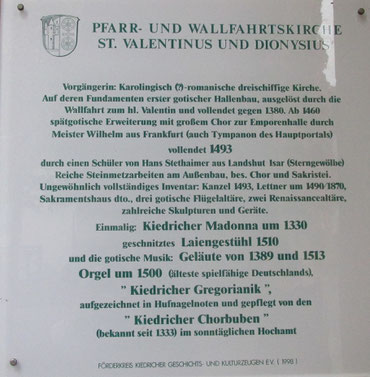 PFARR- UND WALLFAHRTSKIRCHE
ST. VALENTINUS UND DIONYSIUS
Vorgängerin: Karolingisch (?)-romanische dreischiffige Kirche.
Auf deren Fundamenten erster gotischer Hallenbau, ausgelöst durch die
Wallfahrt zum hl. Valentin und vollendet gegen 1380. Ab 1460
spätgotische Erweiterung mit großem Chor zur Emporenhalle durch
Meister Wilhelm aus Frankfurt (auch Tympanon des Hauptportals)
vollendet 1493
durch einen Schüler von Hans Stethaimer aus Landshut Isar (Sterngewölbe)
Reiche Steinmetzarbeiten am Außenbau, bes. Chor und Sakristei.
Ungewöhnlich vollständiges Inventar: Kanzel 1493, Lettner um 1490/1870,
Sakramentshaus dto., drei gotische Flügelaltäre, zwei Renaissancealtäre,
zahlreiche Skulpturen und Geräte.
Einmalig: Kiedricher Madonna um 1330
geschnitztes Laiengestühl 1510
und die gotische Musik: Geläute von 1389 und 1513
Orgel um 1500 (älteste spielfähige Deutschlands),
" Kiedricher Gregorianik ",
aufgezeichnet in Hufnagelnoten und gepflegt von den
" Kiedricher Chorbuben "
(bekannt seit 1333) im sonntäglichen Hochamt
FÖRDERKREIS KIEDRICHER GESCHICHTS- UND KULTURZEUGEN E.V. (1998)